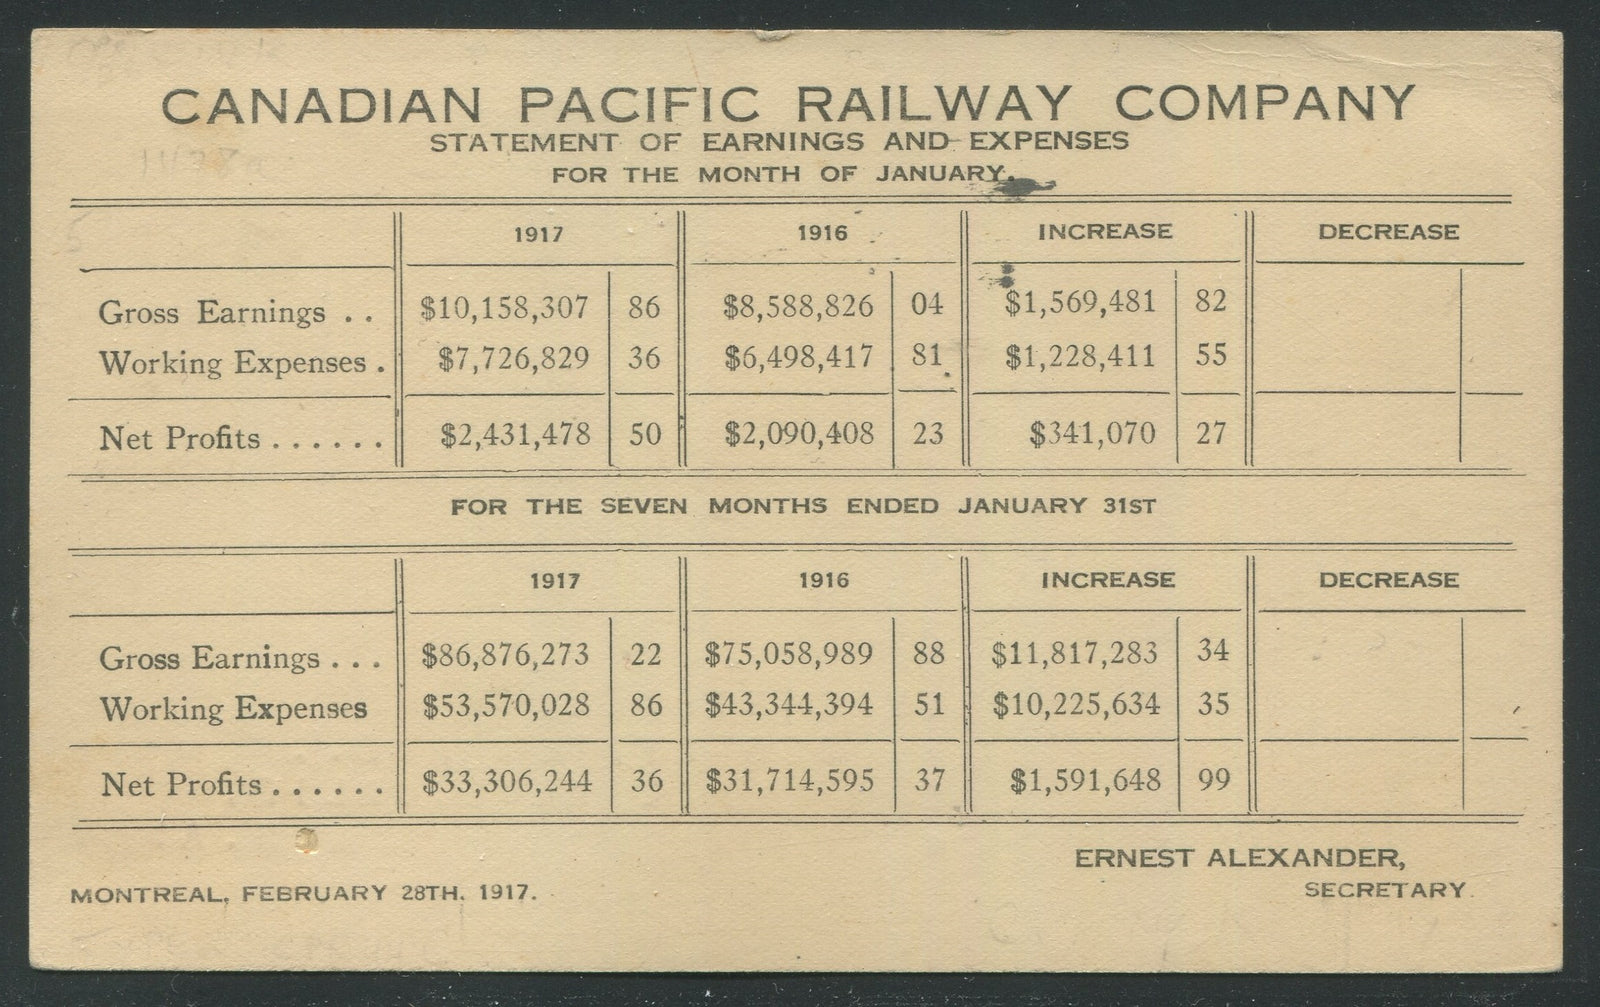 CANADIAN PACIFIC RAILWAY COMPANY
STATEMENT OF EARNINGS AND EXPENSES
FOR THE MONTH OF JANUARY.
1917 1916 INCREASE DECREASE
Gross Earnings . . $10,158,307 86 $8,588,826 04 $1,569,481 82
Working Expenses . $7,726,829 36 $6,498,417 81 $1,228,411 55
Net Profits . . . . . . $2,431,478 50 $2,090,408 23 $341,070 27
FOR THE SEVEN MONTHS ENDED JANUARY 31ST
1917 1916 INCREASE DECREASE
Gross Earnings . . . $86,876,273 22 $75,058,989 88 $11,817,283 34
Working Expenses $53,570,028 86 $43,344,394 51 $10,225,634 35
Net Profits . . . . . . $33,306,244 36 $31,714,595 37 $1,591,648 99
ERNEST ALEXANDER,
MONTREAL, FEBRUARY 28TH. 1917. SECRETARY.